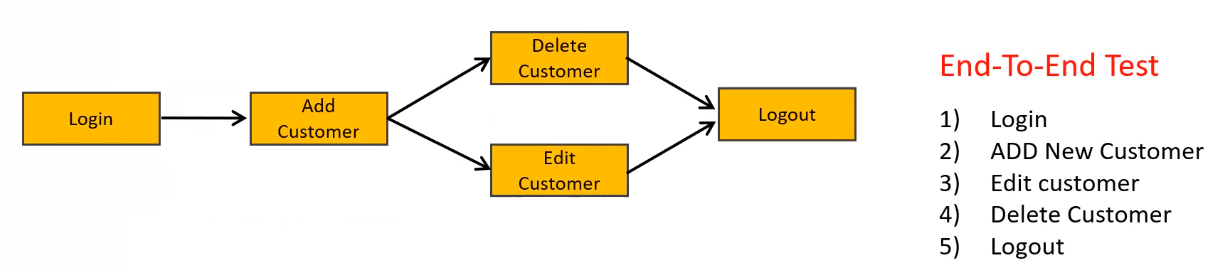 Login
Add
Customer
Delete
Customer
Edit
Customer
Logout
End-To-End Test
1) Login
2) ADD New Customer
3) Edit customer
4) Delete Customer
5) Logout